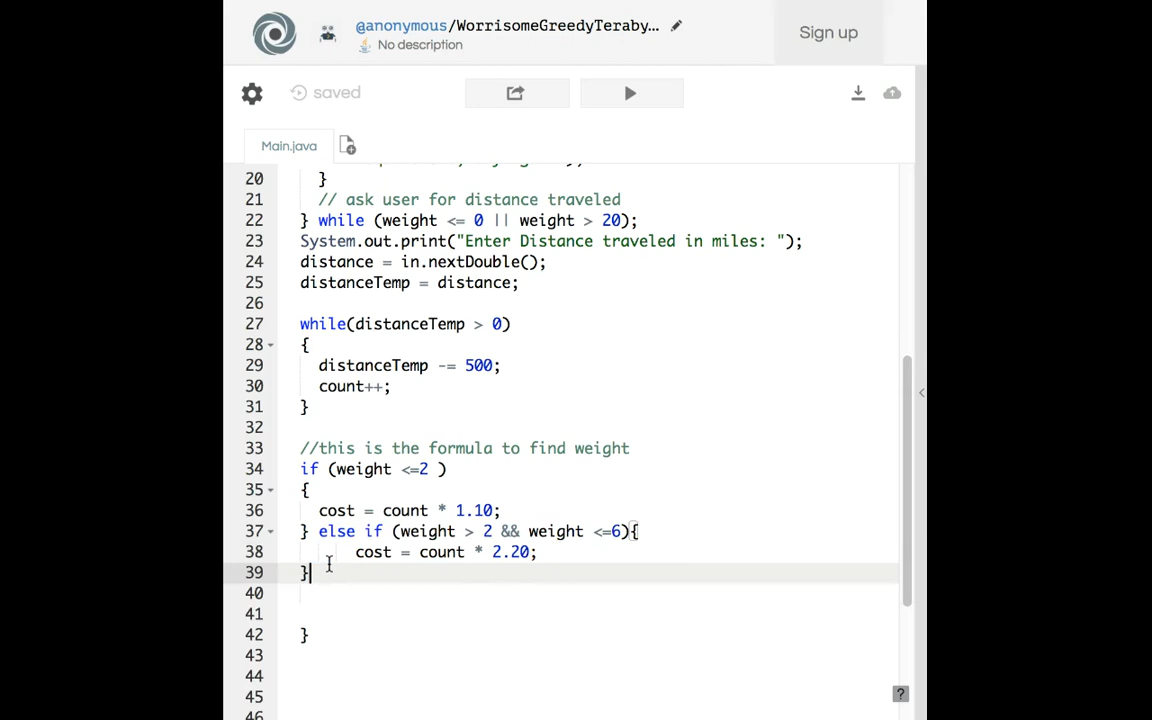 @anonymous/WorrisomeGreedyTeraby...
No description
Sign up
saved
Main.java
20 }
21 // ask user for distance traveled
22 } while (weight <= 0 || weight > 20);
23 System.out.print("Enter Distance traveled in miles: ");
24 distance = in.nextDouble();
25 distanceTemp = distance;
26
27 while(distanceTemp > 0)
28 {
29 distanceTemp -= 500;
30 count++;
31 }
32
33 //this is the formula to find weight
34 if (weight <=2 )
35 {
36 cost = count * 1.10;
37 } else if (weight > 2 && weight <=6){
38 cost = count * 2.20;
39 }
40
41
42 }
43
44
45
46
?